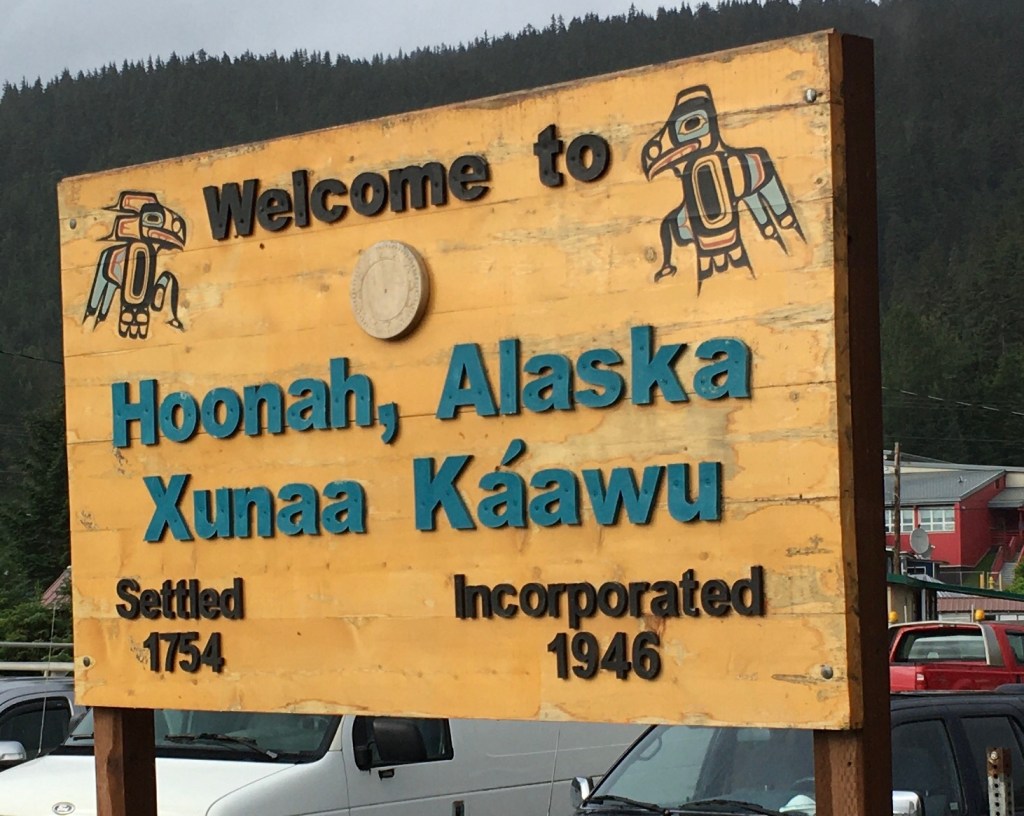 Welcome to
Hoonah, Alaska
Xunaa Káawu
Settled
1754
Incorporated
1946